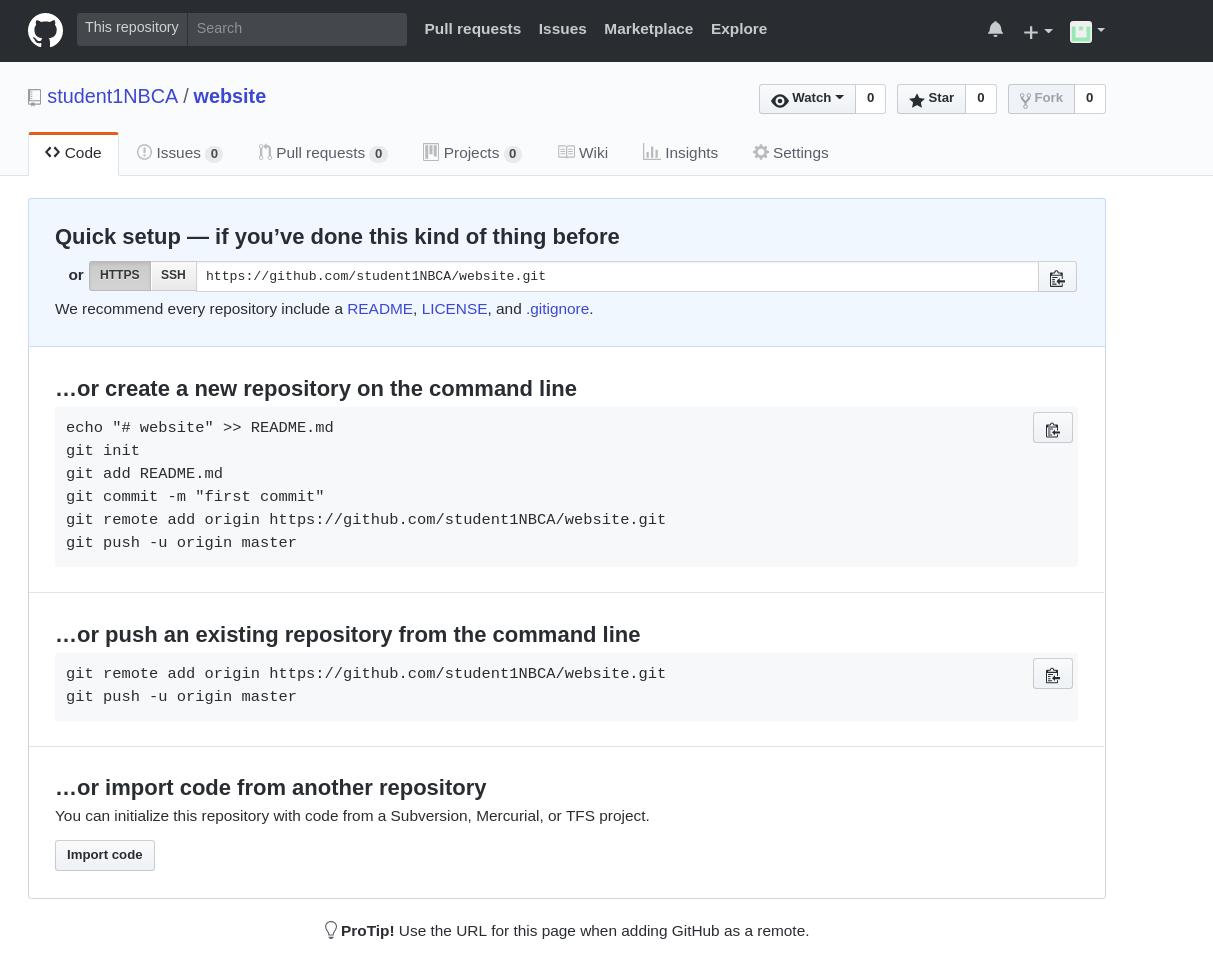 This repository Search Pull requests Issues Marketplace Explore
student1NBCA / website Watch 0 Star 0 Fork 0
Code Issues 0 Pull requests 0 Projects 0 Wiki Insights Settings
Quick setup — if you’ve done this kind of thing before
or HTTPS SSH https://github.com/student1NBCA/website.git
We recommend every repository include a README, LICENSE, and .gitignore.
…or create a new repository on the command line
echo "# website" >> README.md
git init
git add README.md
git commit -m "first commit"
git remote add origin https://github.com/student1NBCA/website.git
git push -u origin master
…or push an existing repository from the command line
git remote add origin https://github.com/student1NBCA/website.git
git push -u origin master
…or import code from another repository
You can initialize this repository with code from a Subversion, Mercurial, or TFS project.
Import code
ProTip! Use the URL for this page when adding GitHub as a remote.